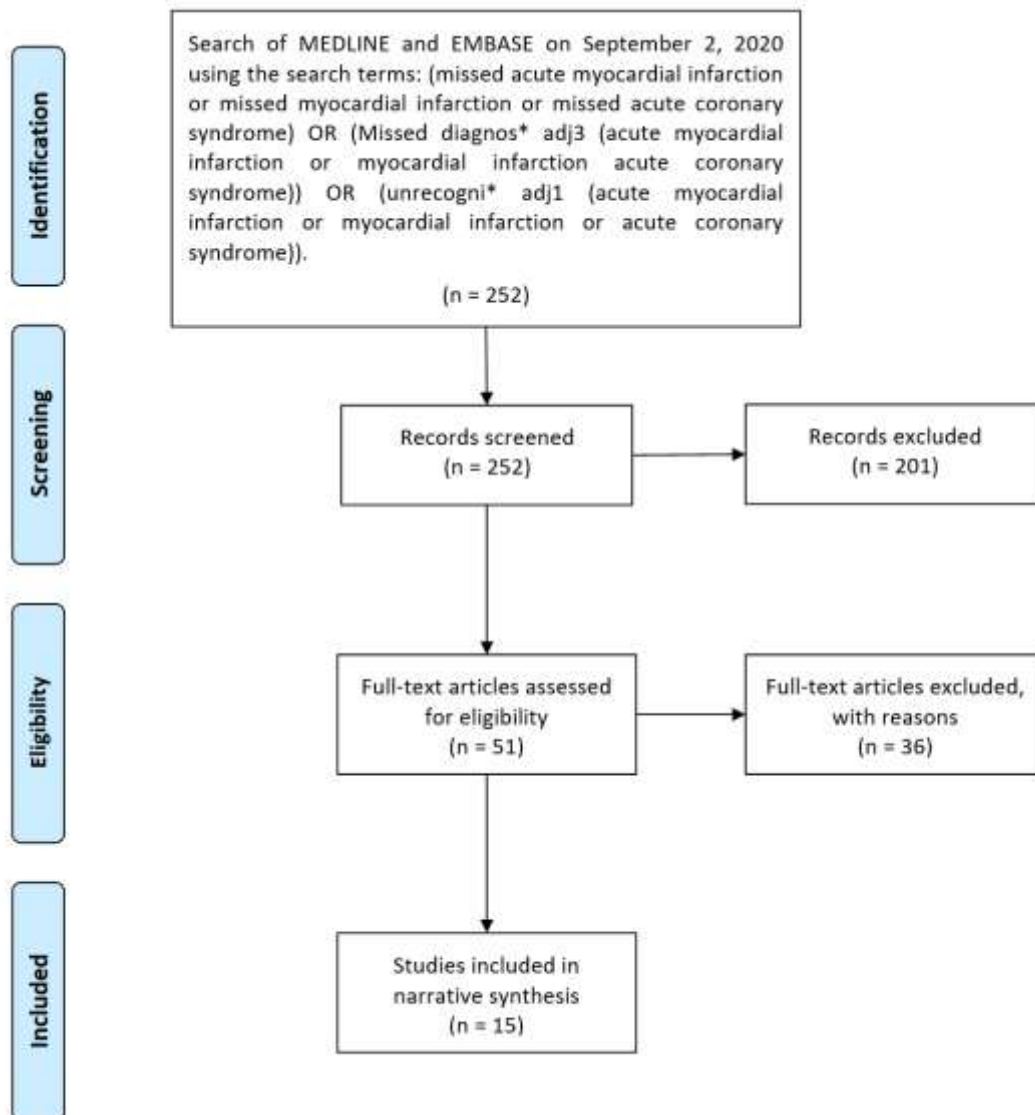 Identification
Search of MEDLINE and EMBASE on September 2, 2020
using the search terms: (missed acute myocardial infarction
or missed myocardial infarction or missed acute coronary
syndrome) OR (Missed diagnos* adj3 (acute myocardial
infarction or myocardial infarction acute coronary
syndrome)) OR (unrecogni* adj1 (acute myocardial
infarction or myocardial infarction or acute coronary
syndrome)).
(n = 252)
Screening
Records screened
(n = 252)
Records excluded
(n = 201)
Eligibility
Full-text articles assessed
for eligibility
(n = 51)
Full-text articles excluded,
with reasons
(n = 36)
Included
Studies included in
narrative synthesis
(n = 15)